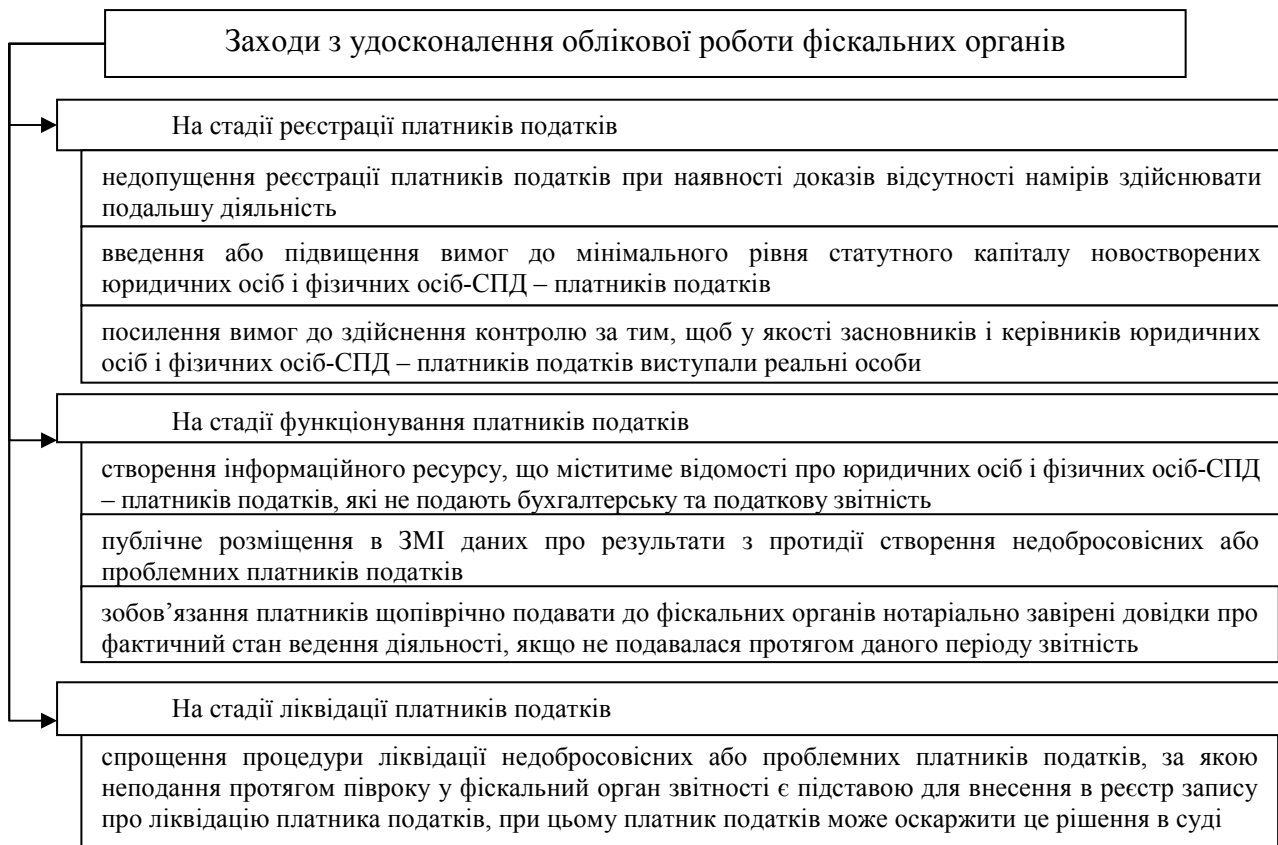 Заходи з удосконалення облікової роботи фіскальних органів
На стадії реєстрації платників податків
недопущення реєстрації платників податків при наявності доказів відсутності намірів здійснювати
подальшу діяльність
введення або підвищення вимог до мінімального рівня статутного капіталу новостворених
юридичних осіб і фізичних осіб-СПД – платників податків
посилення вимог до здійснення контролю за тим, щоб у якості засновників і керівників юридичних
осіб і фізичних осіб-СПД – платників податків виступали реальні особи
На стадії функціонування платників податків
створення інформаційного ресурсу, що міститиме відомості про юридичних осіб і фізичних осіб-СПД
– платників податків, які не подають бухгалтерську та податкову звітність
публічне розміщення в ЗМІ даних про результати з протидії створення недобросовісних або
проблемних платників податків
зобов’язання платників щопіврічно подавати до фіскальних органів нотаріально завірені довідки про
фактичний стан ведення діяльності, якщо не подавалася протягом даного періоду звітність
На стадії ліквідації платників податків
спрощення процедури ліквідації недобросовісних або проблемних платників податків, за якою
неподання протягом півроку у фіскальний орган звітності є підставою для внесення в реєстр запису
про ліквідацію платника податків, при цьому платник податків може оскаржити це рішення в суді